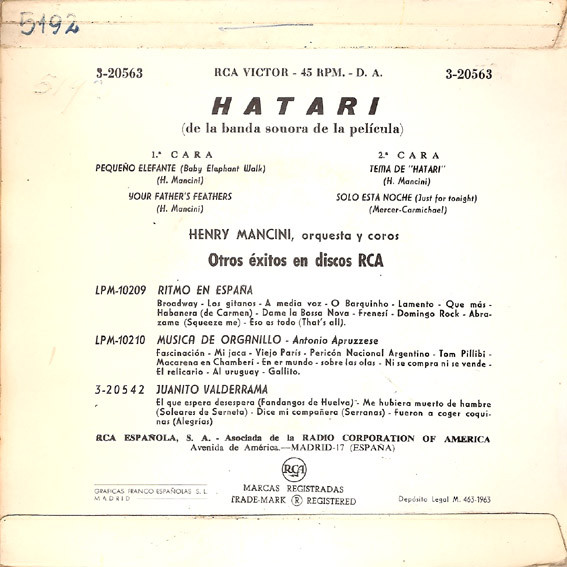 5192
3-20563 RCA VICTOR - 45 RPM. - D. A. 3-20563
HATARI
(de la banda sonora de la película)
1.ª CARA 2.ª CARA
PEQUEÑO ELEFANTE (Baby Elephant Walk) TEMA DE "HATARI"
(H. Mancini) (H. Mancini)
YOUR FATHER'S FEATHERS SOLO ESTA NOCHE (Just for tonight)
(H. Mancini) (Mercer-Carmichael)
HENRY MANCINI, orquesta y coros
Otros éxitos en discos RCA
LPM-10209 RITMO EN ESPAÑA
Broadway - Los gitanos - A media voz - O Barquinho - Lamento - Que más -
Habanera (de Carmen) - Dame la Bossa Nova - Frenesí - Domingo Rock - Abra-
zame (Squeeze me) - Eso es todo (That's all).
LPM-10210 MUSICA DE ORGANILLO - Antonio Apruzzese
Fascinación - Mi jaca - Viejo París - Pericón Nacional Argentino - Tom Pillibi -
Macarena en Chamberí - En er mundo - sobre las olas - Ni se compra ni se vende -
El relicario - Al uruguay - Gallito.
3-20542 JUANITO VALDERRAMA
El que espera desespera (Fandangos de Huelva) - Me hubiera muerto de hambre
(Soleares de Serneta) - Dice mi compañera (Serranas) - Fueron a coger coqui-
nas (Alegrías)
RCA ESPAÑOLA, S. A. - Asociada de la RADIO CORPORATION OF AMERICA
Avenida de América.—MADRID-17 (ESPAÑA)
RCA
GRAFICAS FRANCO ESPAÑOLAS S. L. MARCAS REGISTRADAS
MADRID TRADE-MARK ® REGISTERED Depósito Legal M. 463-1963